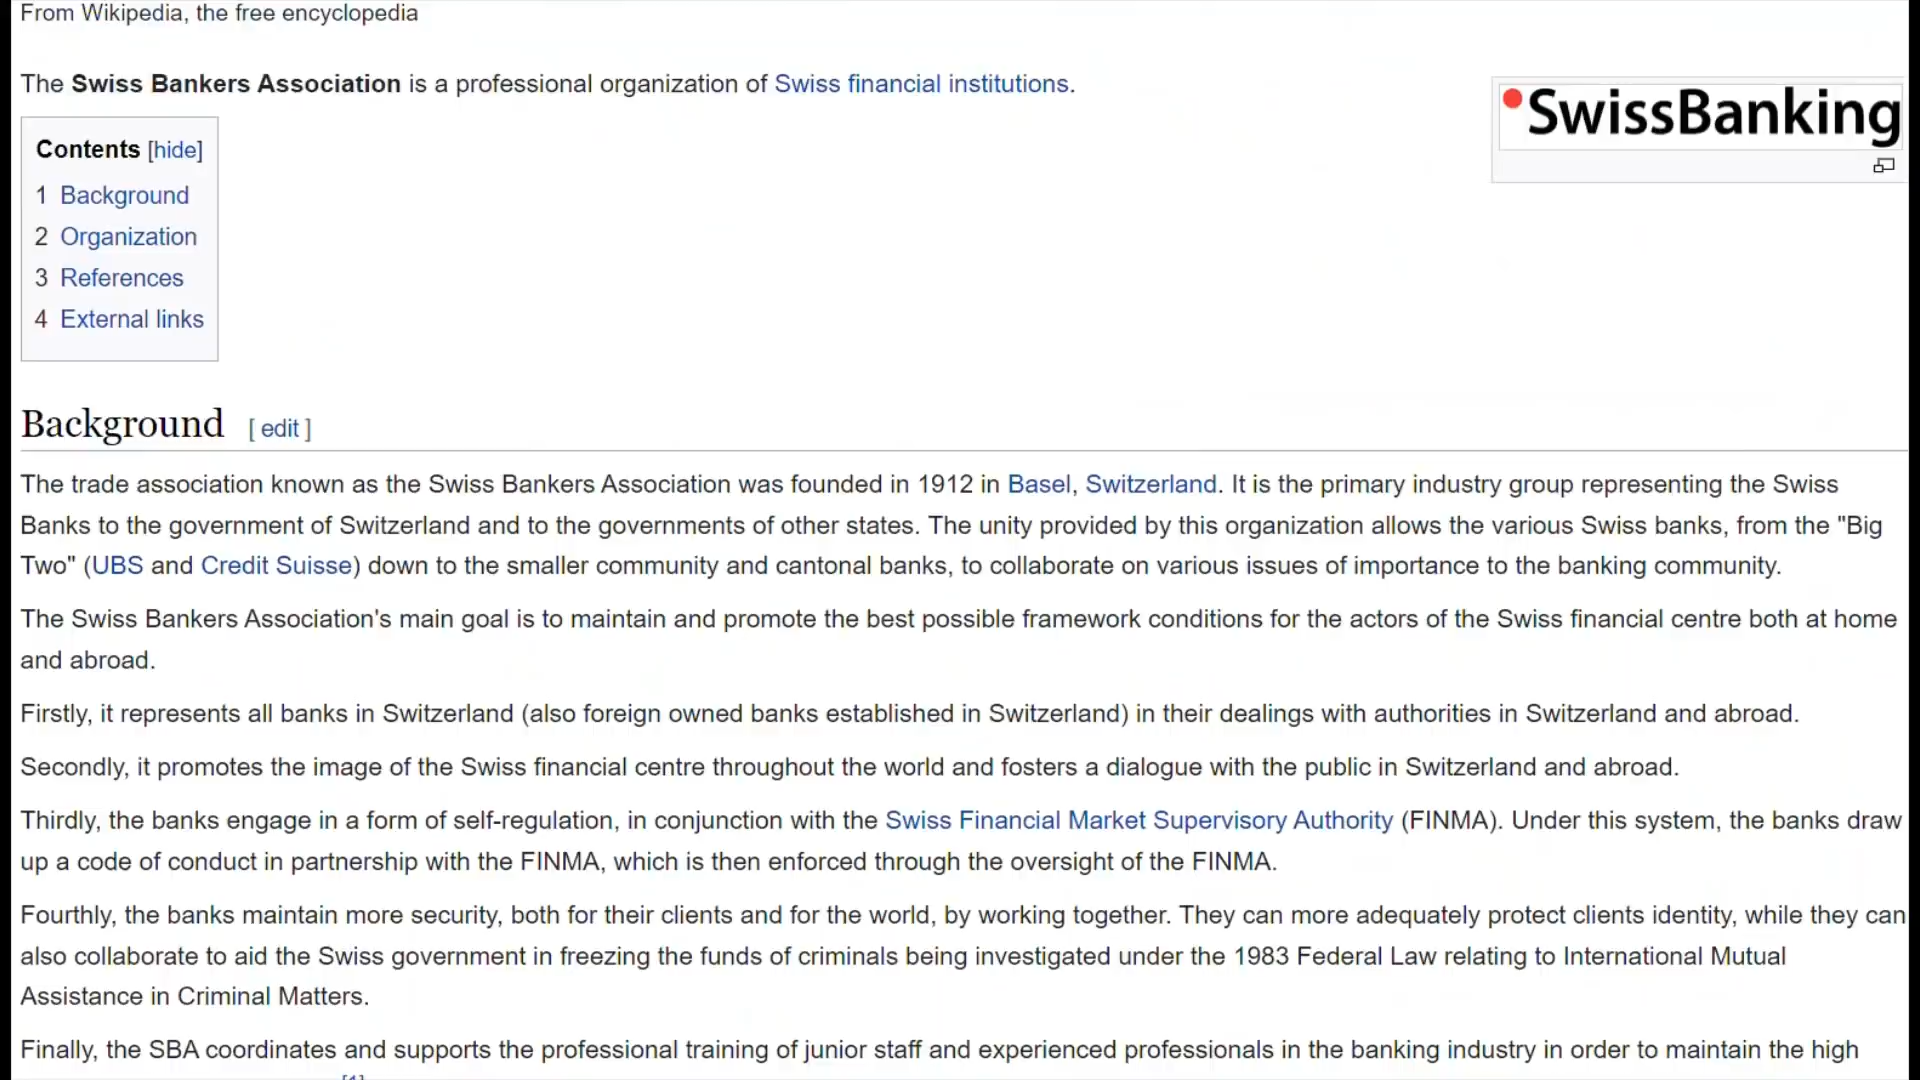 From Wikipedia, the free encyclopedia
The Swiss Bankers Association is a professional organization of Swiss financial institutions.
SwissBanking
Contents [hide]
1 Background
2 Organization
3 References
4 External links
Background [ edit ]
The trade association known as the Swiss Bankers Association was founded in 1912 in Basel, Switzerland. It is the primary industry group representing the Swiss
Banks to the government of Switzerland and to the governments of other states. The unity provided by this organization allows the various Swiss banks, from the "Big
Two" (UBS and Credit Suisse) down to the smaller community and cantonal banks, to collaborate on various issues of importance to the banking community.
The Swiss Bankers Association's main goal is to maintain and promote the best possible framework conditions for the actors of the Swiss financial centre both at home
and abroad.
Firstly, it represents all banks in Switzerland (also foreign owned banks established in Switzerland) in their dealings with authorities in Switzerland and abroad.
Secondly, it promotes the image of the Swiss financial centre throughout the world and fosters a dialogue with the public in Switzerland and abroad.
Thirdly, the banks engage in a form of self-regulation, in conjunction with the Swiss Financial Market Supervisory Authority (FINMA). Under this system, the banks draw
up a code of conduct in partnership with the FINMA, which is then enforced through the oversight of the FINMA.
Fourthly, the banks maintain more security, both for their clients and for the world, by working together. They can more adequately protect clients identity, while they can
also collaborate to aid the Swiss government in freezing the funds of criminals being investigated under the 1983 Federal Law relating to International Mutual
Assistance in Criminal Matters.
Finally, the SBA coordinates and supports the professional training of junior staff and experienced professionals in the banking industry in order to maintain the high